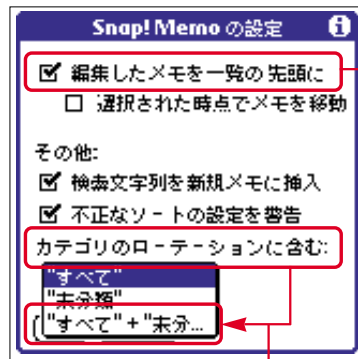 Snap! Memo の設定
編集したメモを一覧の先頭に
選択された時点でメモを移動
その他:
検索文字列を新規メモに挿入
不正なソートの設定を警告
カテゴリのローテーションに含む:
"すべて"
"未分類"
"すべて"+"未分...